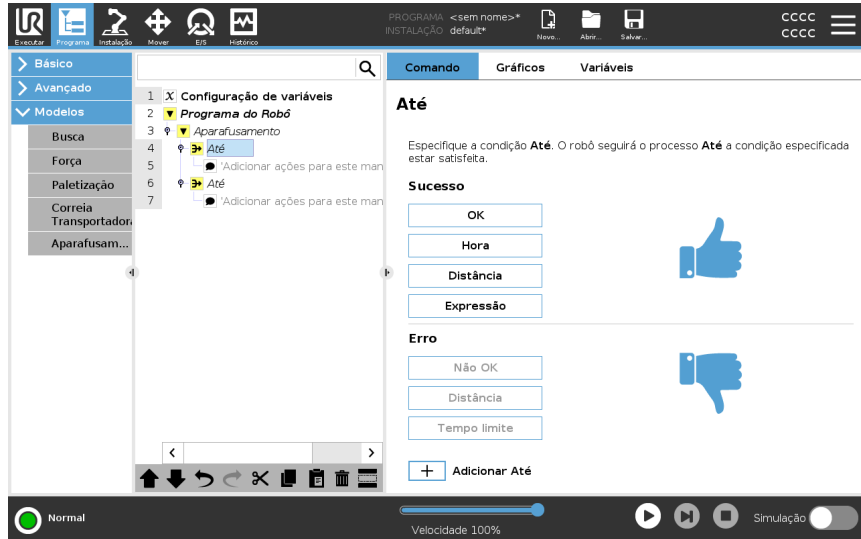 UR
Executar
Programa
Instalação
Mover
E/S
Histórico
PROGRAMA <sem nome>*
INSTALAÇÃO default*
Novo...
Abrir...
Salvar...
CCCC
CCCC
Básico
Avançado
Modelos
Busca
Força
Paletização
Correia
Transportador
Aparafusam...
1 X Configuração de variáveis
2 Programa do Robô
3 Aparafusamento
4 Até
5 'Adicionar ações para este man
6 Até
7 'Adicionar ações para este man
Comando Gráficos Variáveis
Até
Especifique a condição Até. O robô seguirá o processo Até a condição especificada
estar satisfeita.
Sucesso
OK
Hora
Distância
Expressão
Erro
Não OK
Distância
Tempo limite
+ Adicionar Até
Normal
Velocidade 100%
Simulação